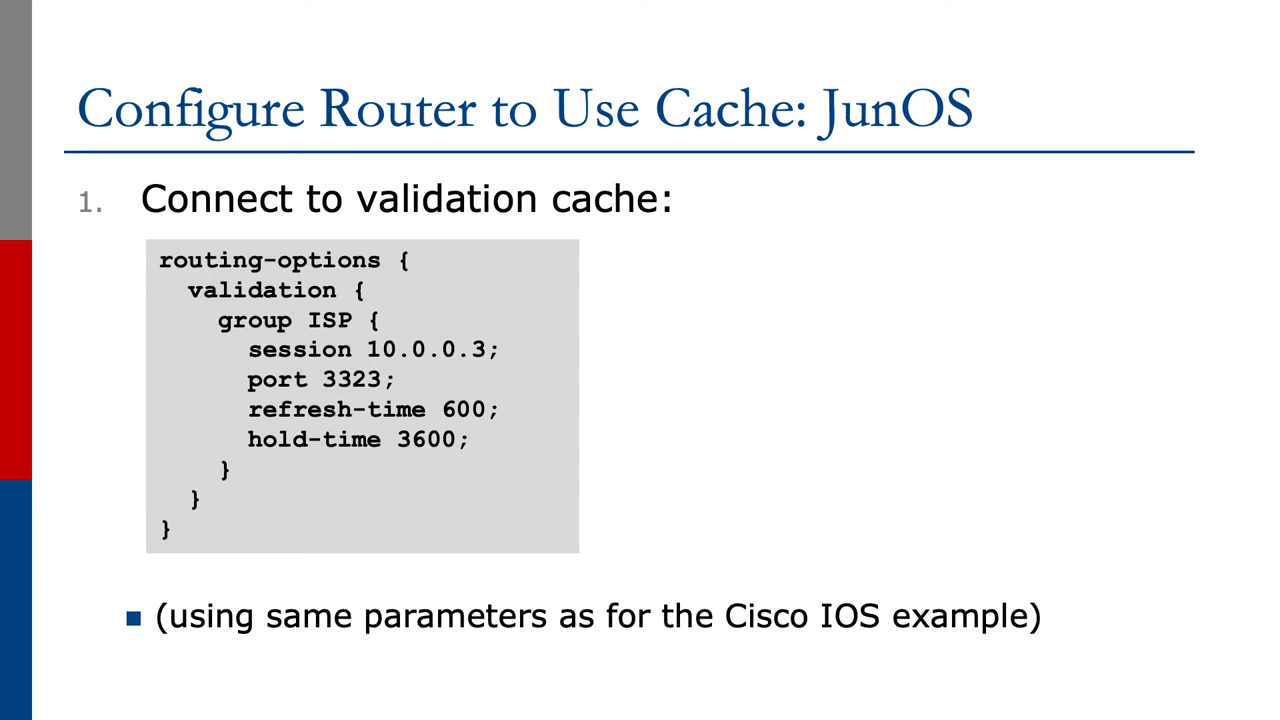 Configure Router to Use Cache: JunOS
1. Connect to validation cache:
routing-options {
  validation {
    group ISP {
      session 10.0.0.3;
      port 3323;
      refresh-time 600;
      hold-time 3600;
    }
  }
}
■ (using same parameters as for the Cisco IOS example)